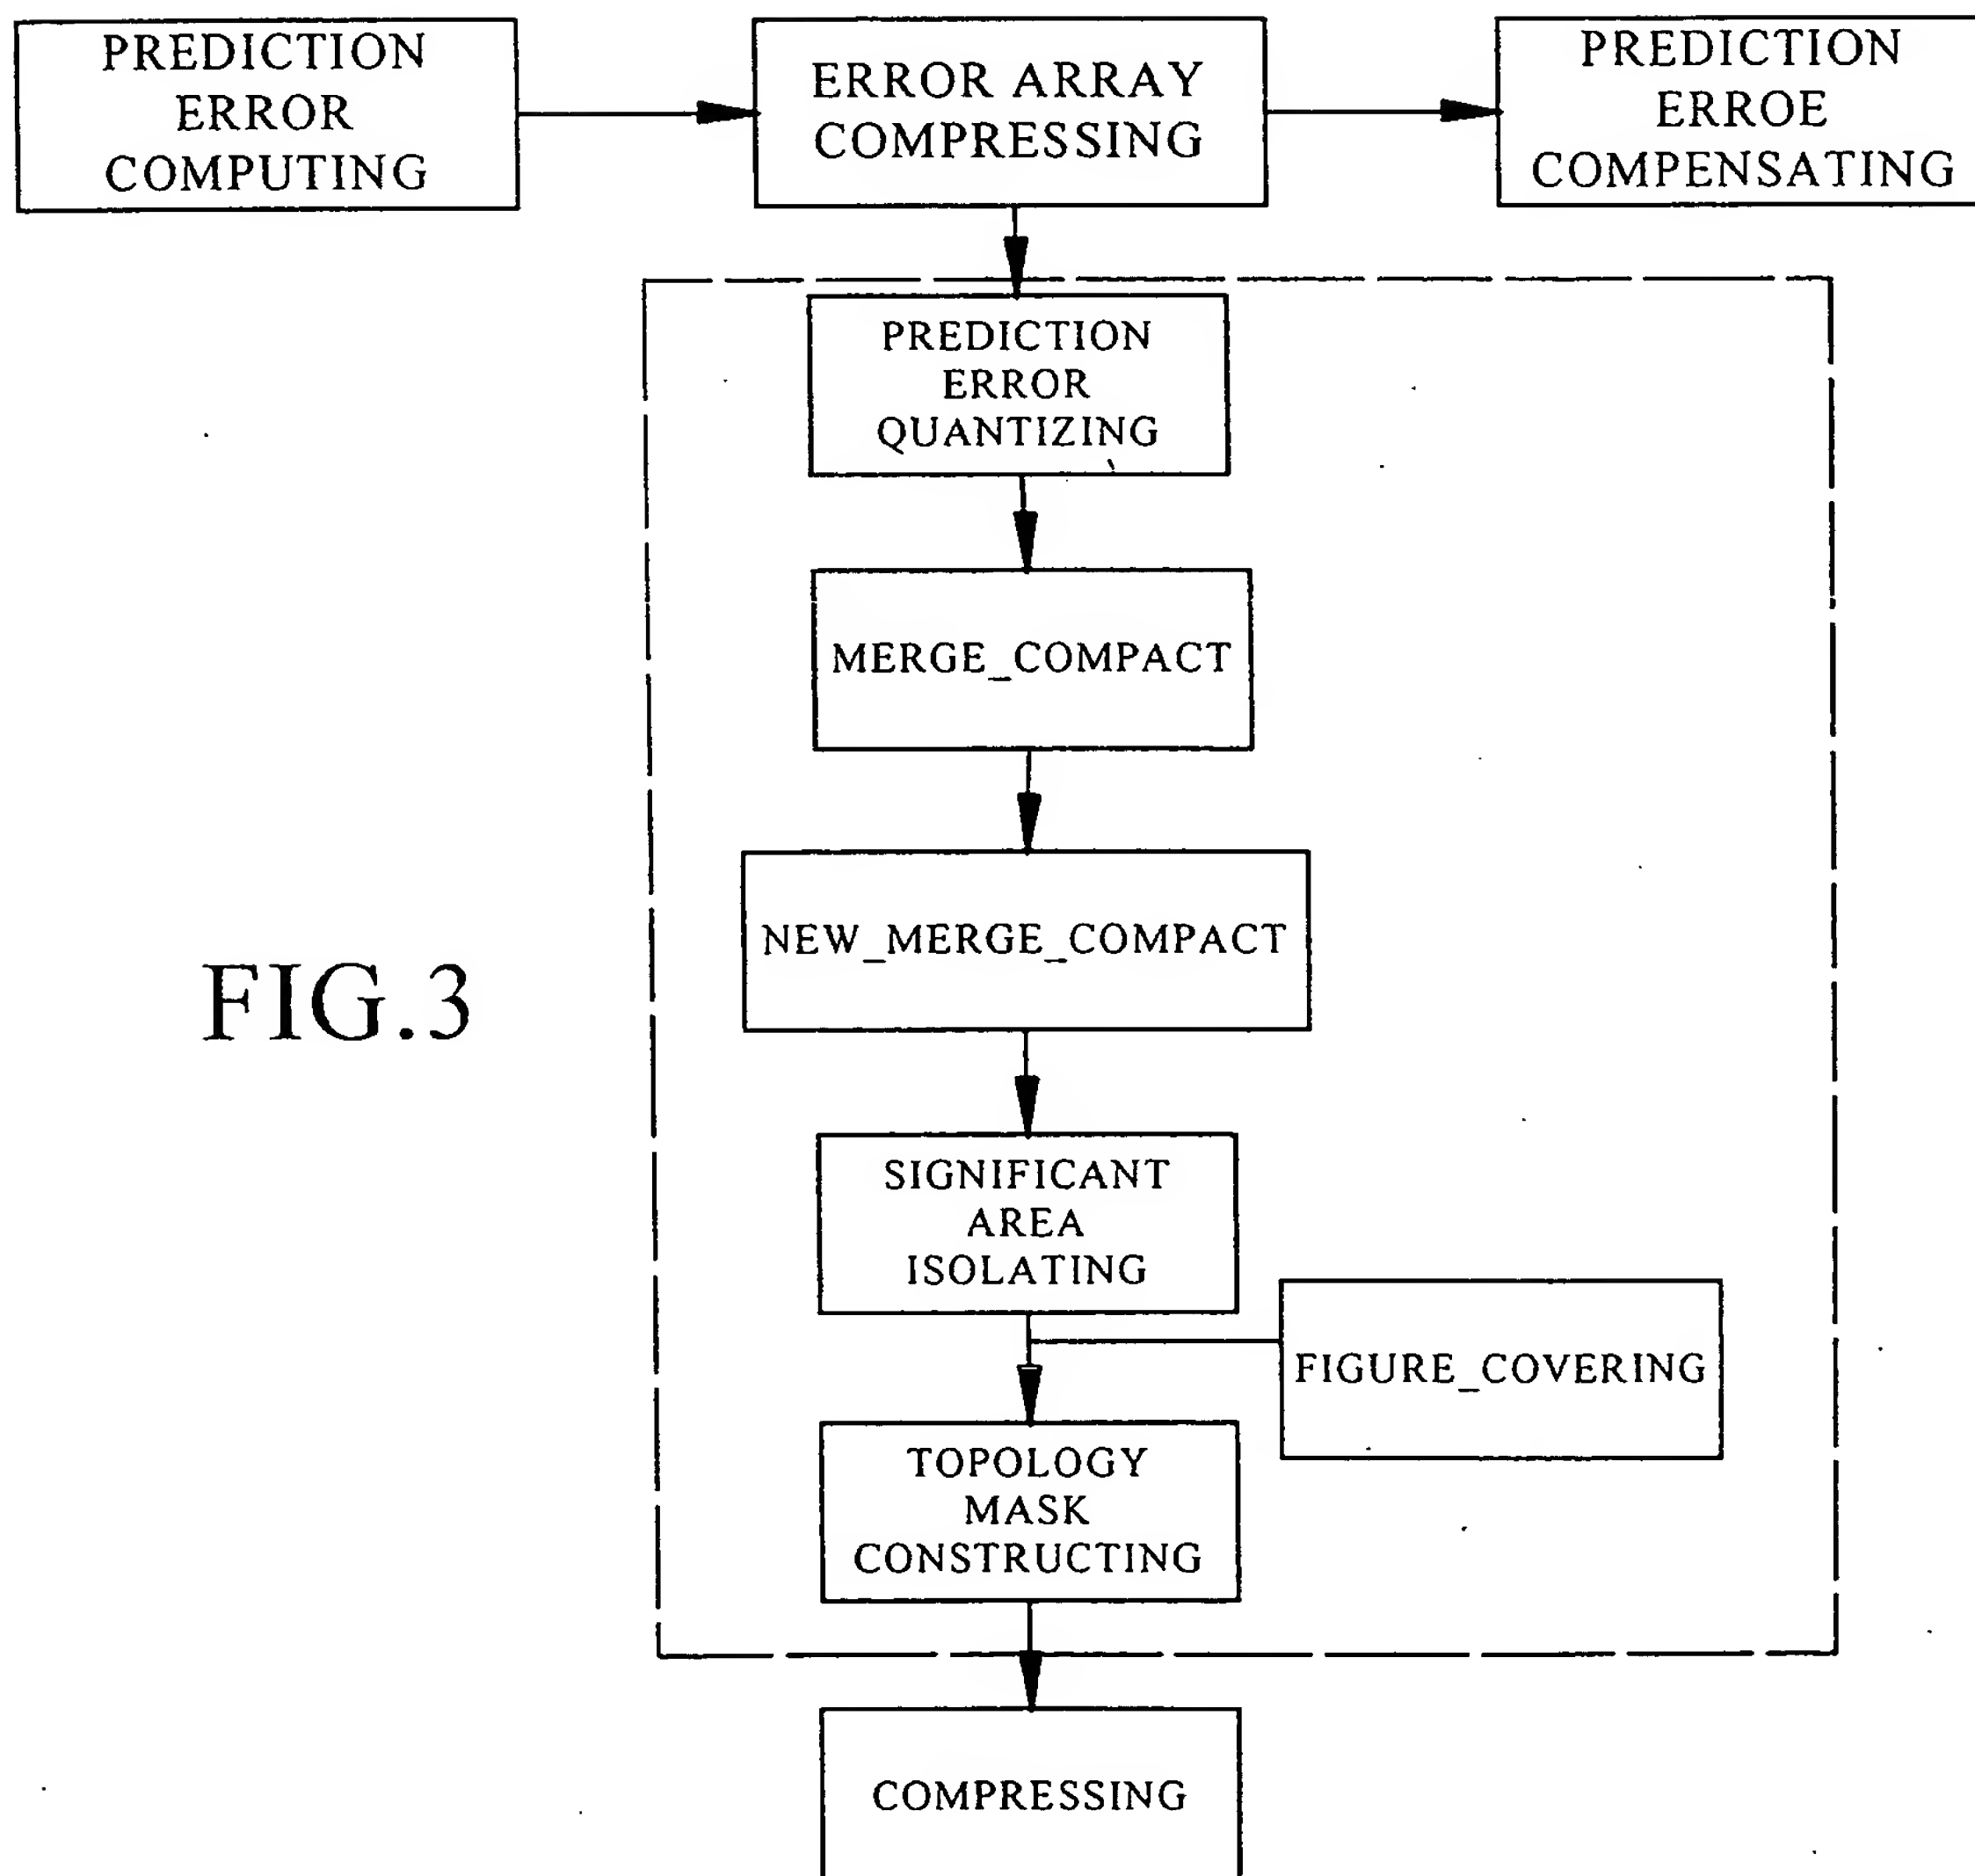 PREDICTION
ERROR
COMPUTING
ERROR ARRAY
COMPRESSING
PREDICTION
ERROE
COMPENSATING
PREDICTION
ERROR
QUANTIZING
MERGE_COMPACT
NEW_MERGE_COMPACT
FIG.3
SIGNIFICANT
AREA
ISOLATING
FIGURE_COVERING
TOPOLOGY
MASK
CONSTRUCTING
COMPRESSING